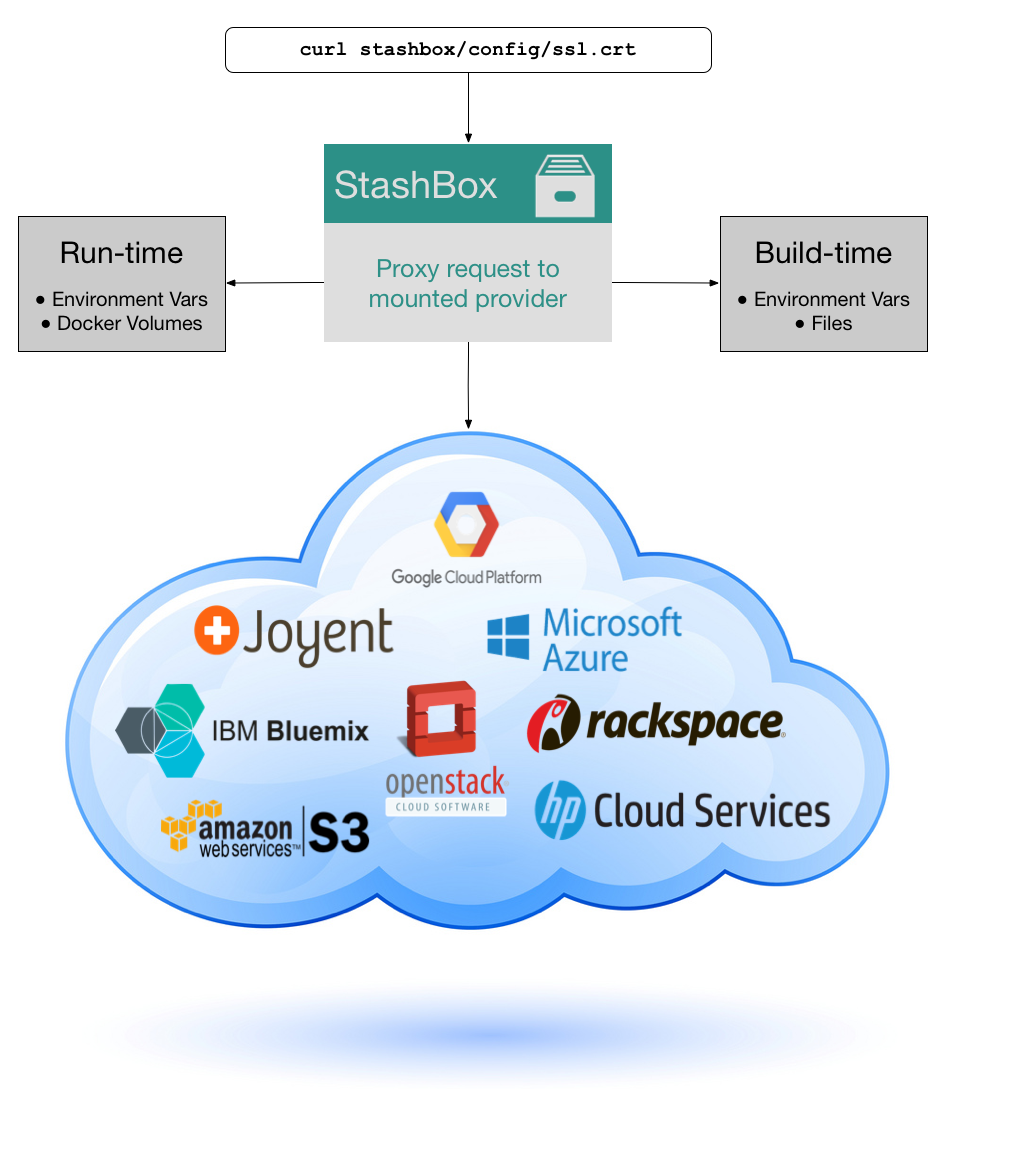 curl stashbox/config/ssl.crt
StashBox
Proxy request to
mounted provider
Run-time
● Environment Vars
● Docker Volumes
Build-time
● Environment Vars
● Files
Google Cloud Platform
Joyent
Microsoft
Azure
IBM Bluemix
openstack
CLOUD SOFTWARE
rackspace®
amazon
web services™
S3
hp
Cloud Services